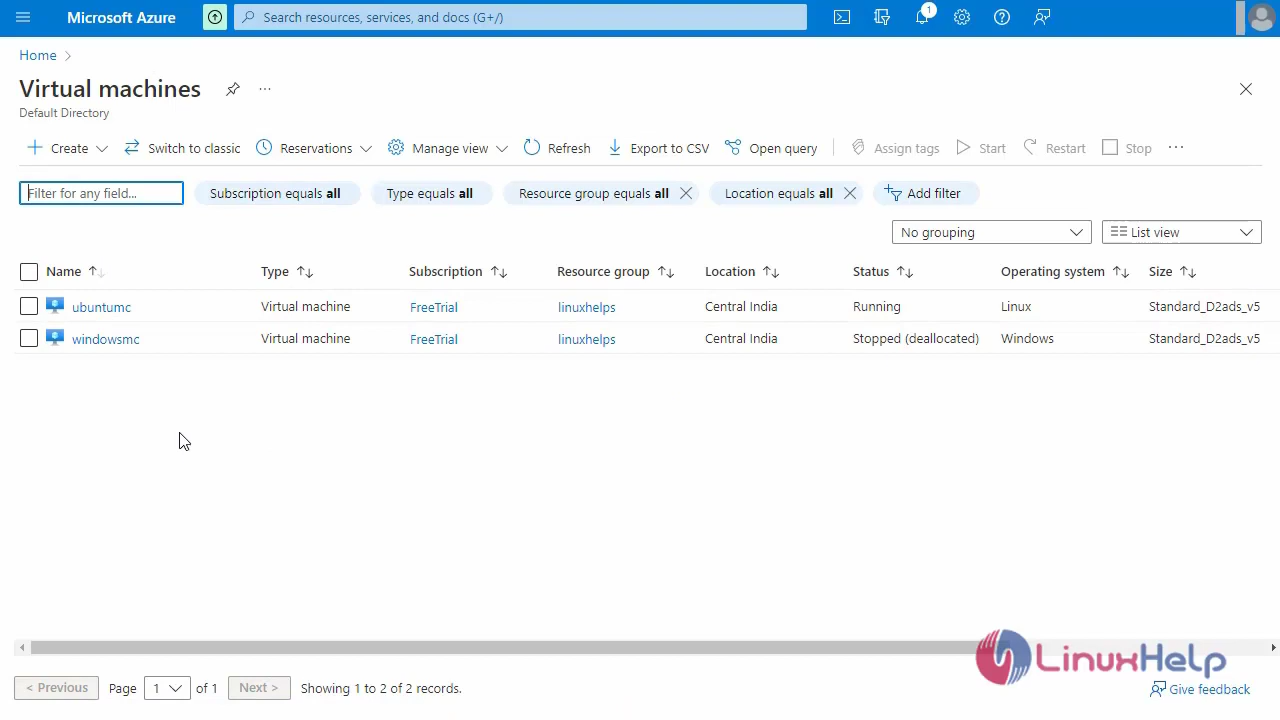 Microsoft Azure Search resources, services, and docs (G+/) 1
Home
Virtual machines ...
Default Directory
Create Switch to classic Reservations Manage view Refresh Export to CSV Open query Assign tags Start Restart Stop ...
Filter for any field... Subscription equals all Type equals all Resource group equals all Location equals all Add filter
No grouping List view
Name Type Subscription Resource group Location Status Operating system Size
ubuntumc Virtual machine FreeTrial linuxhelps Central India Running Linux Standard_D2ads_v5
windowsmc Virtual machine FreeTrial linuxhelps Central India Stopped (deallocated) Windows Standard_D2ads_v5
LinuxHelp
< Previous Page 1 of 1 Next > Showing 1 to 2 of 2 records.
Give feedback